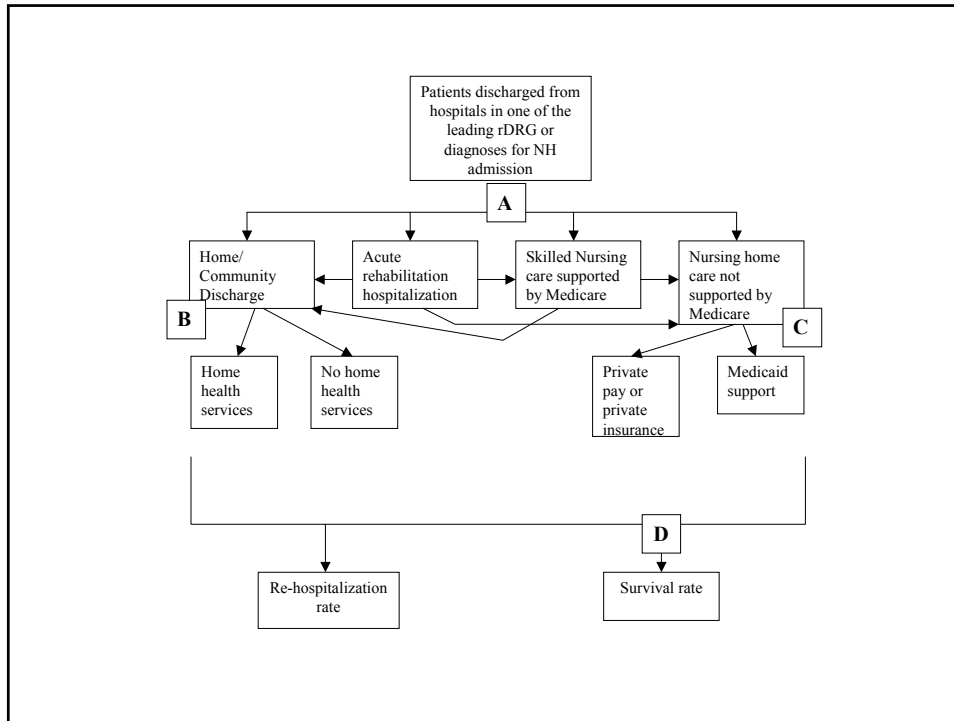 Patients discharged from
hospitals in one of the
leading rDRG or
diagnoses for NH
admission
A
Home/
Community
Discharge
Acute
rehabilitation
hospitalization
Skilled Nursing
care supported
by Medicare
Nursing home
care not
supported by
Medicare
B
C
Home
health
services
No home
health
services
Private
pay or
private
insurance
Medicaid
support
D
Re-hospitalization
rate
Survival rate